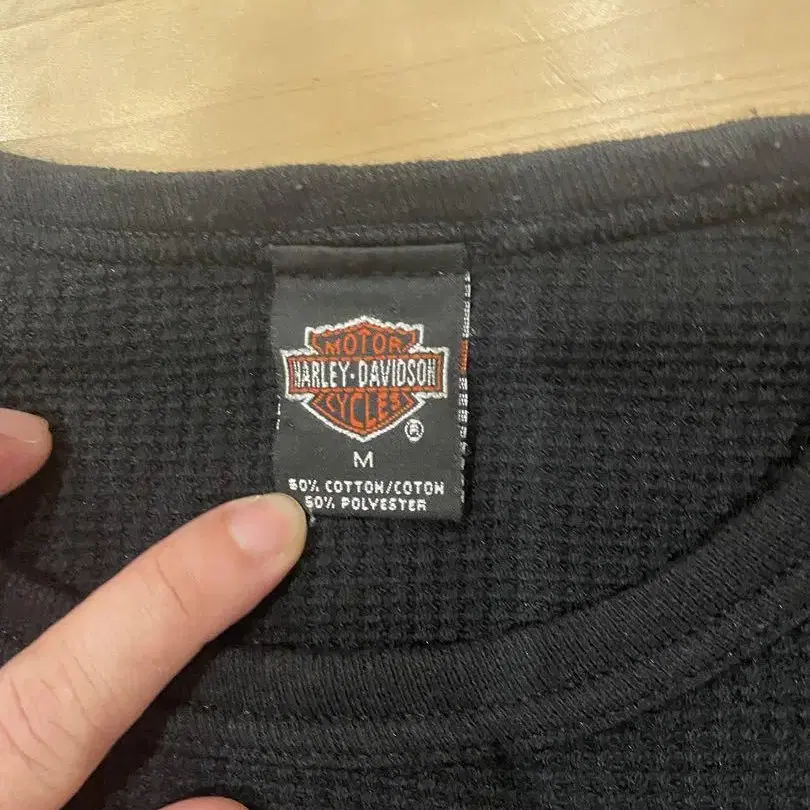 MOTOR
HARLEY-DAVIDSON
CYCLES
®
M
50% COTTON/COTON
50% POLYESTER